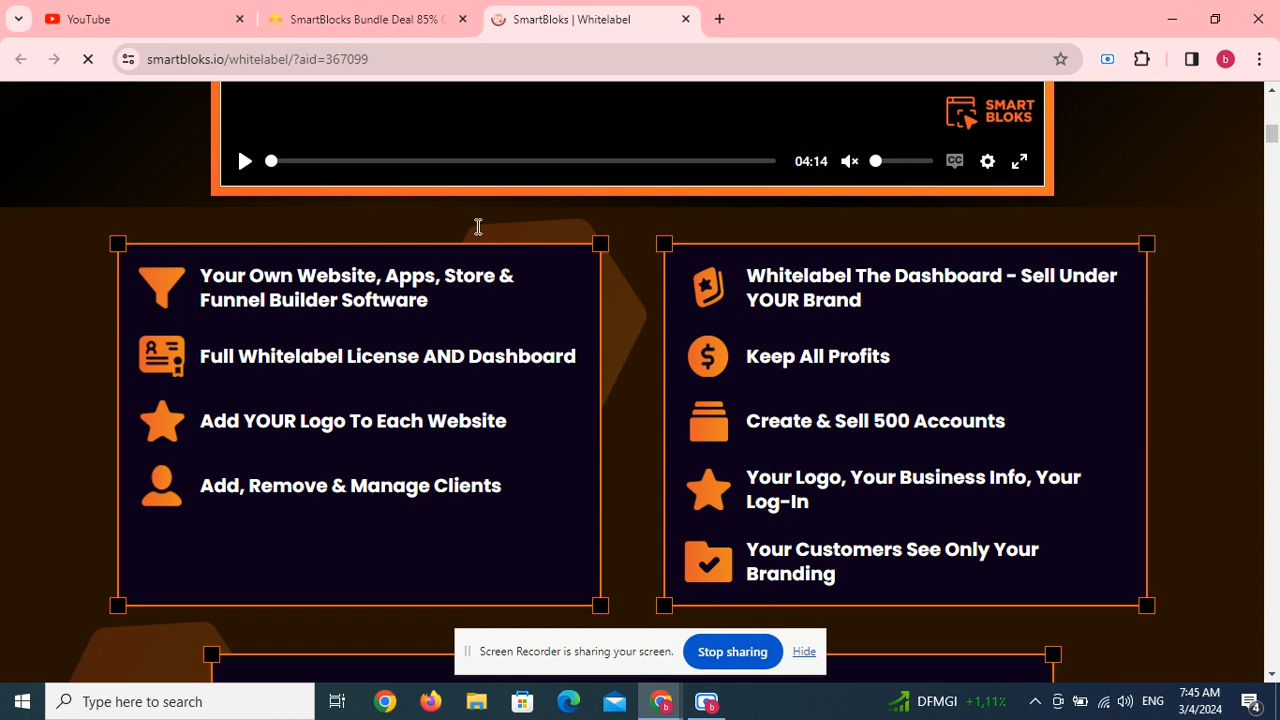 YouTube
SmartBlocks Bundle Deal 85%
SmartBloks | Whitelabel
smartbloks.io/whitelabel/?aid=367099
b
SMART
BLOKS
04:14
CC
Your Own Website, Apps, Store &
Funnel Builder Software
Full Whitelabel License AND Dashboard
Add YOUR Logo To Each Website
Add, Remove & Manage Clients
Whitelabel The Dashboard - Sell Under
YOUR Brand
Keep All Profits
Create & Sell 500 Accounts
Your Logo, Your Business Info, Your
Log-In
Your Customers See Only Your
Branding
Screen Recorder is sharing your screen.
Stop sharing
Hide
Type here to search
DFMGI +1,11%
ENG
7:45 AM
3/4/2024
4